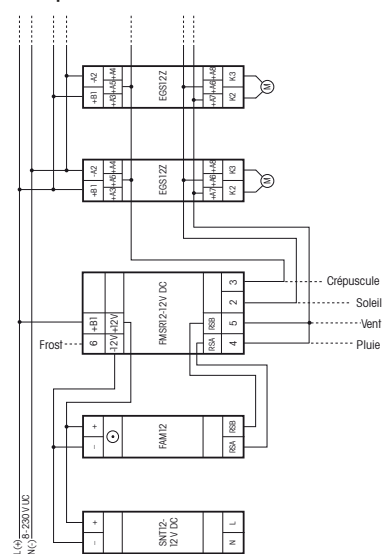 -A2
+B1
+A3+A5+A4
EGS12Z
+A7+A6+A8
K3
K2
M
-A2
+B1
+A3+A5+A4
EGS12Z
+A7+A6+A8
K3
K2
M
+B1
6
-12V +12V
FMSR12-12V DC
3
2
RSB
5
RSA
4
Crépuscule
Soleil
Vent
Pluie
Frost
+
−
FAM12
RSB
RSA
+
−
SNT12-
12 V DC
L
N
L(+)
8-230 V UC
N(-)